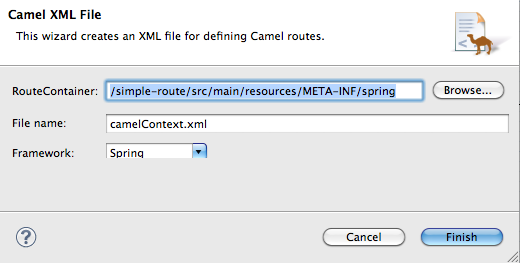 Camel XML File
This wizard creates an XML file for defining Camel routes.
RouteContainer: /simple-route/src/main/resources/META-INF/spring Browse...
File name: camelContext.xml
Framework: Spring
? Cancel Finish